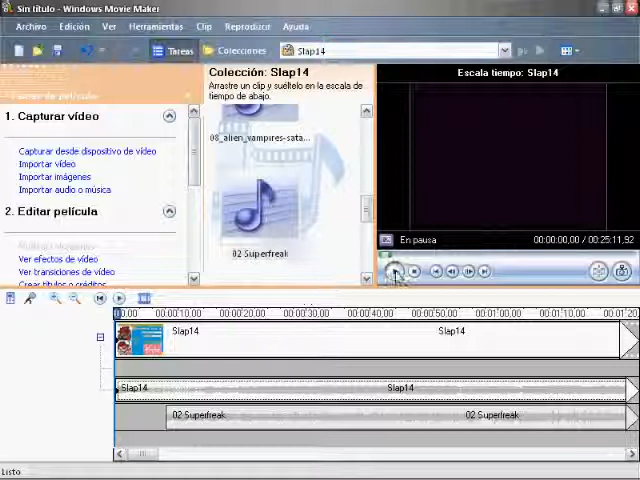 Sin título - Windows Movie Maker
Archivo Edición Ver Herramientas Clip Reproducir Ayuda
Tareas Colecciones Slap14
1. Capturar vídeo
Capturar desde dispositivo de vídeo
Importar vídeo
Importar imágenes
Importar audio o música
2. Editar película
Ver efectos de vídeo
Ver transiciones de vídeo
Crear títulos o créditos
Colección: Slap14
Arrastre un clip y suéltelo en la escala de
tiempo de abajo.
08_alien_vampires-sata...
02 Superfreak
Escala tiempo: Slap14
En pausa 00:00:00,00 / 00:25:11,92
00:00:10,00 00:00:20,00 00:00:30,00 00:00:40,00 00:00:50,00 00:01:00,00 00:01:10,00 00:01:20
Slap14 Slap14
Slap14 Slap14
02 Superfreak 02 Superfreak
Listo